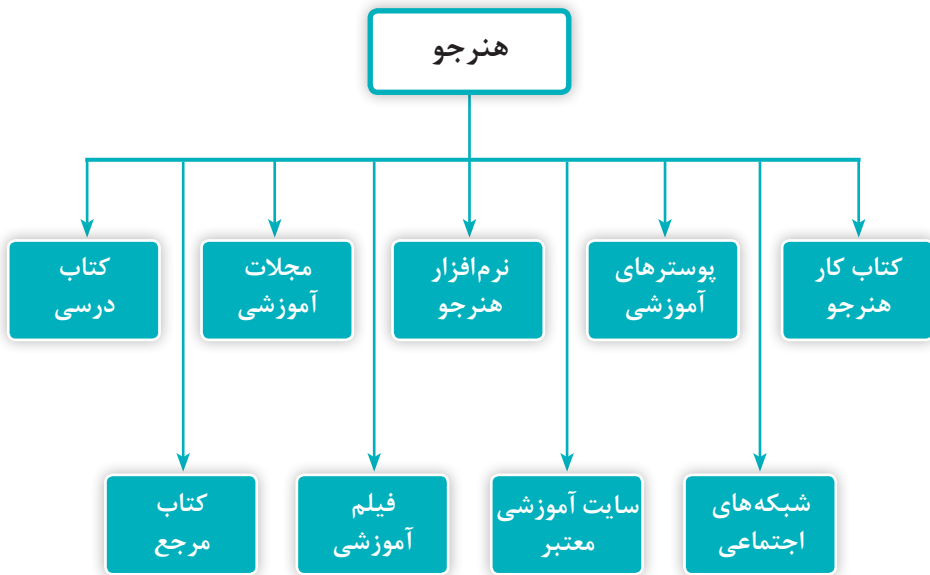 هنرجو
کتاب کار
هنرجو
پوسترهای
آموزشی
نرم‌افزار
هنرجو
مجلات
آموزشی
کتاب
درسی
شبکه‌های
اجتماعی
سایت آموزشی
معتبر
فیلم
آموزشی
کتاب
مرجع